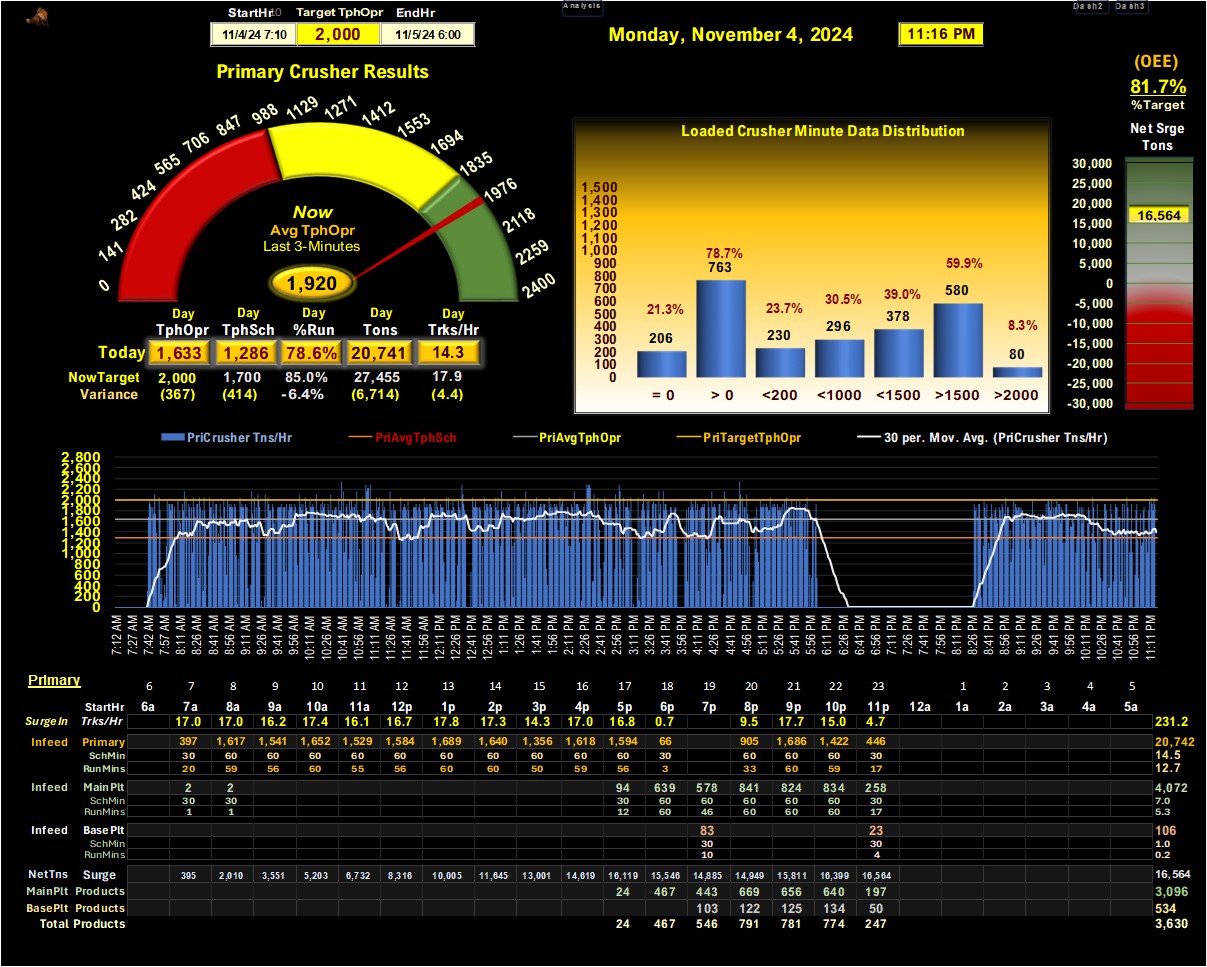 Analysis
Dash2 Dash3
StartHr Target TphOpr EndHr
11/4/24 7:10 2,000 11/5/24 6:00
Monday, November 4, 2024 11:16 PM
(OEE)
81.7%
%Target
Primary Crusher Results
0 141 282 424 565 706 847 988 1129 1271 1412 1553 1694 1835 1976 2118 2259 2400
Now
Avg TphOpr
Last 3-Minutes
1,920
Day Day Day Day Day
TphOpr TphSch %Run Tons Trks/Hr
Today 1,633 1,286 78.6% 20,741 14.3
NowTarget 2,000 1,700 85.0% 27,455 17.9
Variance (367) (414) -6.4% (6,714) (4.4)
Loaded Crusher Minute Data Distribution
1,500
1,400
1,300
1,200
1,100
1,000
900
800
700
600
500
400
300
200
100
0
21.3% 78.7% 23.7% 30.5% 39.0% 59.9% 8.3%
206 763 230 296 378 580 80
= 0 > 0 <200 <1000 <1500 >1500 >2000
Net Srge
Tons
30,000
25,000
20,000
15,000
10,000
5,000
0
-5,000
-10,000
-15,000
-20,000
-25,000
-30,000
16,564
PriCrusher Tns/Hr PriAvgTphSch PriAvgTphOpr PriTargetTphOpr 30 per. Mov. Avg. (PriCrusher Tns/Hr)
2,800
2,600
2,400
2,200
2,000
1,800
1,600
1,400
1,200
1,000
800
600
400
200
0
7:12 AM 7:27 AM 7:42 AM 7:57 AM 8:11 AM 8:26 AM 8:41 AM 8:56 AM 9:11 AM 9:26 AM 9:41 AM 9:56 AM 10:11 AM 10:26 AM 10:41 AM 10:56 AM 11:11 AM 11:26 AM 11:41 AM 11:56 AM 12:11 PM 12:26 PM 12:41 PM 12:56 PM 1:11 PM 1:26 PM 1:41 PM 1:56 PM 2:11 PM 2:26 PM 2:41 PM 2:56 PM 3:11 PM 3:26 PM 3:41 PM 3:56 PM 4:11 PM 4:26 PM 4:41 PM 4:56 PM 5:11 PM 5:26 PM 5:41 PM 5:56 PM 6:11 PM 6:26 PM 6:41 PM 6:56 PM 7:11 PM 7:26 PM 7:41 PM 7:56 PM 8:11 PM 8:26 PM 8:41 PM 8:56 PM 9:11 PM 9:26 PM 9:41 PM 9:56 PM 10:11 PM 10:26 PM 10:41 PM 10:56 PM 11:11 PM
Primary
6 7 8 9 10 11 12 13 14 15 16 17 18 19 20 21 22 23 1 2 3 4 5
StartHr 6a 7a 8a 9a 10a 11a 12p 1p 2p 3p 4p 5p 6p 7p 8p 9p 10p 11p 12a 1a 2a 3a 4a 5a
SurgeIn Trks/Hr 17.0 17.0 16.2 17.4 16.1 16.7 17.8 17.3 14.3 17.0 16.8 0.7 9.5 17.7 15.0 4.7 231.2
Infeed Primary 397 1,617 1,541 1,652 1,529 1,584 1,689 1,640 1,356 1,618 1,594 66 905 1,686 1,422 446 20,742
SchMin 30 60 60 60 60 60 60 60 60 60 60 60 60 60 60 30 14.5
RunMins 20 59 56 60 55 56 60 60 50 59 56 3 33 60 59 17 12.7
Infeed MainPlt 2 2 94 639 578 841 824 834 258 4,072
SchMin 30 30 30 60 60 60 60 60 30 7.0
RunMins 1 1 12 60 46 60 60 60 17 5.3
Infeed Base Plt 83 23 106
SchMin 30 30 1.0
RunMins 10 4 0.2
NetTns Surge 395 2,010 3,551 5,203 6,732 8,316 10,005 11,645 13,001 14,619 16,119 15,546 14,885 14,949 15,811 16,399 16,564 16,564
MainPlt Products 24 467 443 669 656 640 197 3,096
BasePlt Products 103 122 125 134 50 534
Total Products 24 467 546 791 781 774 247 3,630